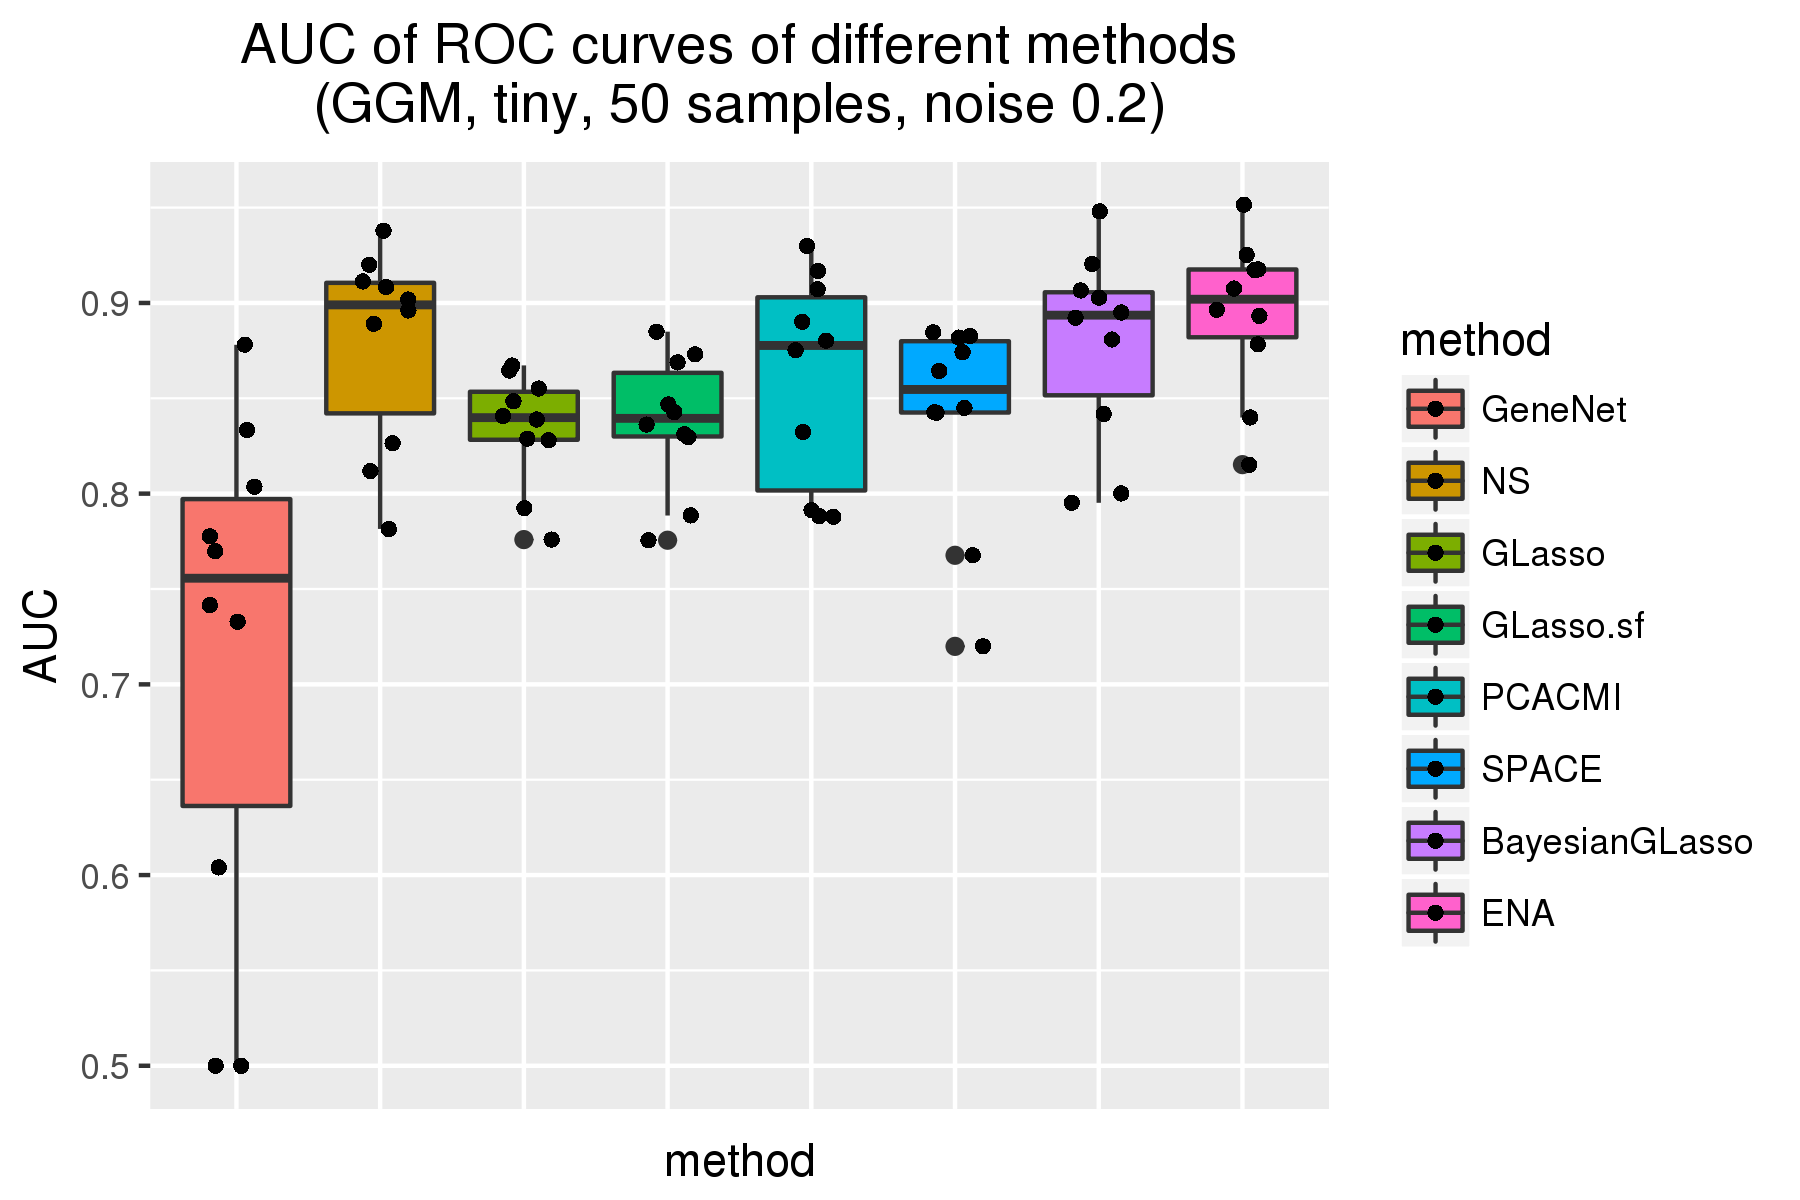 AUC of ROC curves of different methods
(GGM, tiny, 50 samples, noise 0.2)
AUC
0.9
0.8
0.7
0.6
0.5
method
method
GeneNet
NS
GLasso
GLasso.sf
PCACMI
SPACE
BayesianGLasso
ENA